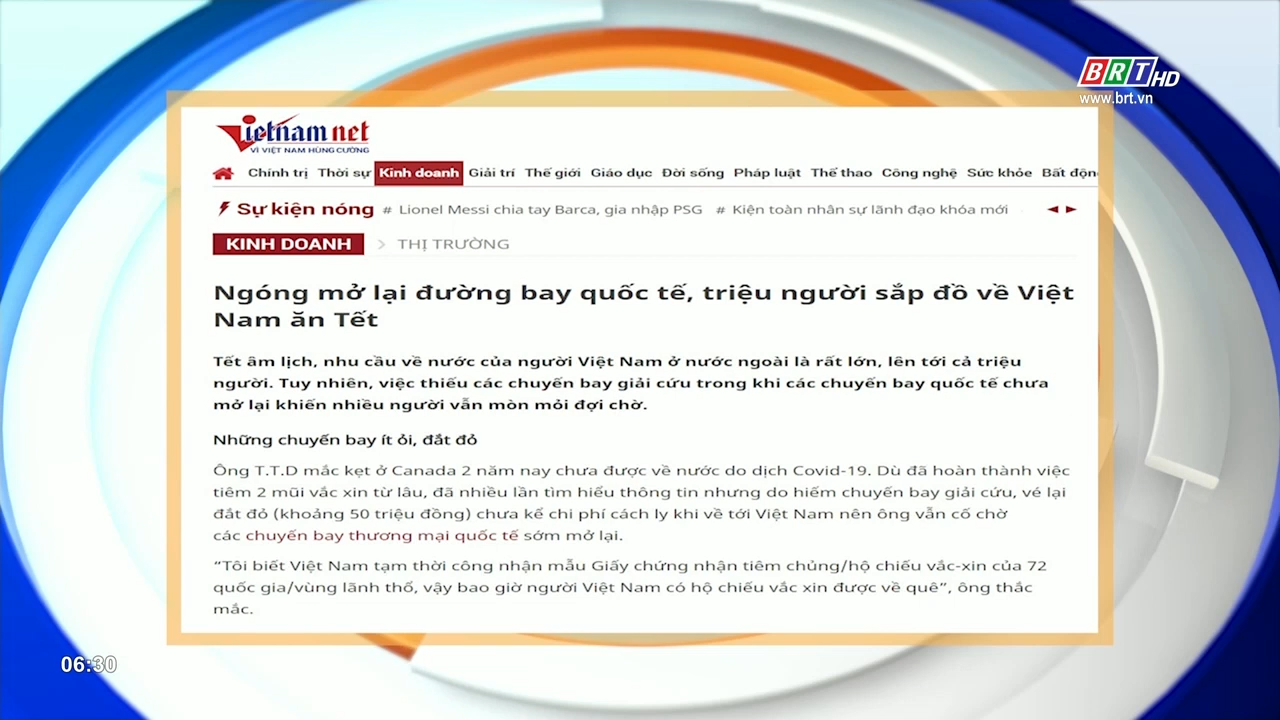 BRT HD
www.brt.vn
Vietnam net
VÌ VIỆT NAM HÙNG CƯỜNG
Chính trị Thời sự Kinh doanh Giải trí Thế giới Giáo dục Đời sống Pháp luật Thể thao Công nghệ Sức khỏe Bất độn
Sự kiện nóng # Lionel Messi chia tay Barca, gia nhập PSG # Kiện toàn nhân sự lãnh đạo khóa mới
KINH DOANH > THỊ TRƯỜNG
Ngóng mở lại đường bay quốc tế, triệu người sắp đồ về Việt
Nam ăn Tết
Tết âm lịch, nhu cầu về nước của người Việt Nam ở nước ngoài là rất lớn, lên tới cả triệu
người. Tuy nhiên, việc thiếu các chuyến bay giải cứu trong khi các chuyến bay quốc tế chưa
mở lại khiến nhiều người vẫn mòn mỏi đợi chờ.
Những chuyến bay ít ỏi, đắt đỏ
Ông T.T.D mắc kẹt ở Canada 2 năm nay chưa được về nước do dịch Covid-19. Dù đã hoàn thành việc
tiêm 2 mũi vắc xin từ lâu, đã nhiều lần tìm hiểu thông tin nhưng do hiếm chuyến bay giải cứu, vé lại
đắt đỏ (khoảng 50 triệu đồng) chưa kể chi phí cách ly khi về tới Việt Nam nên ông vẫn cố chờ
các chuyến bay thương mại quốc tế sớm mở lại.
“Tôi biết Việt Nam tạm thời công nhận mẫu Giấy chứng nhận tiêm chủng/hộ chiếu vắc-xin của 72
quốc gia/vùng lãnh thổ, vậy bao giờ người Việt Nam có hộ chiếu vắc xin được về quê”, ông thắc
mắc.
06:30